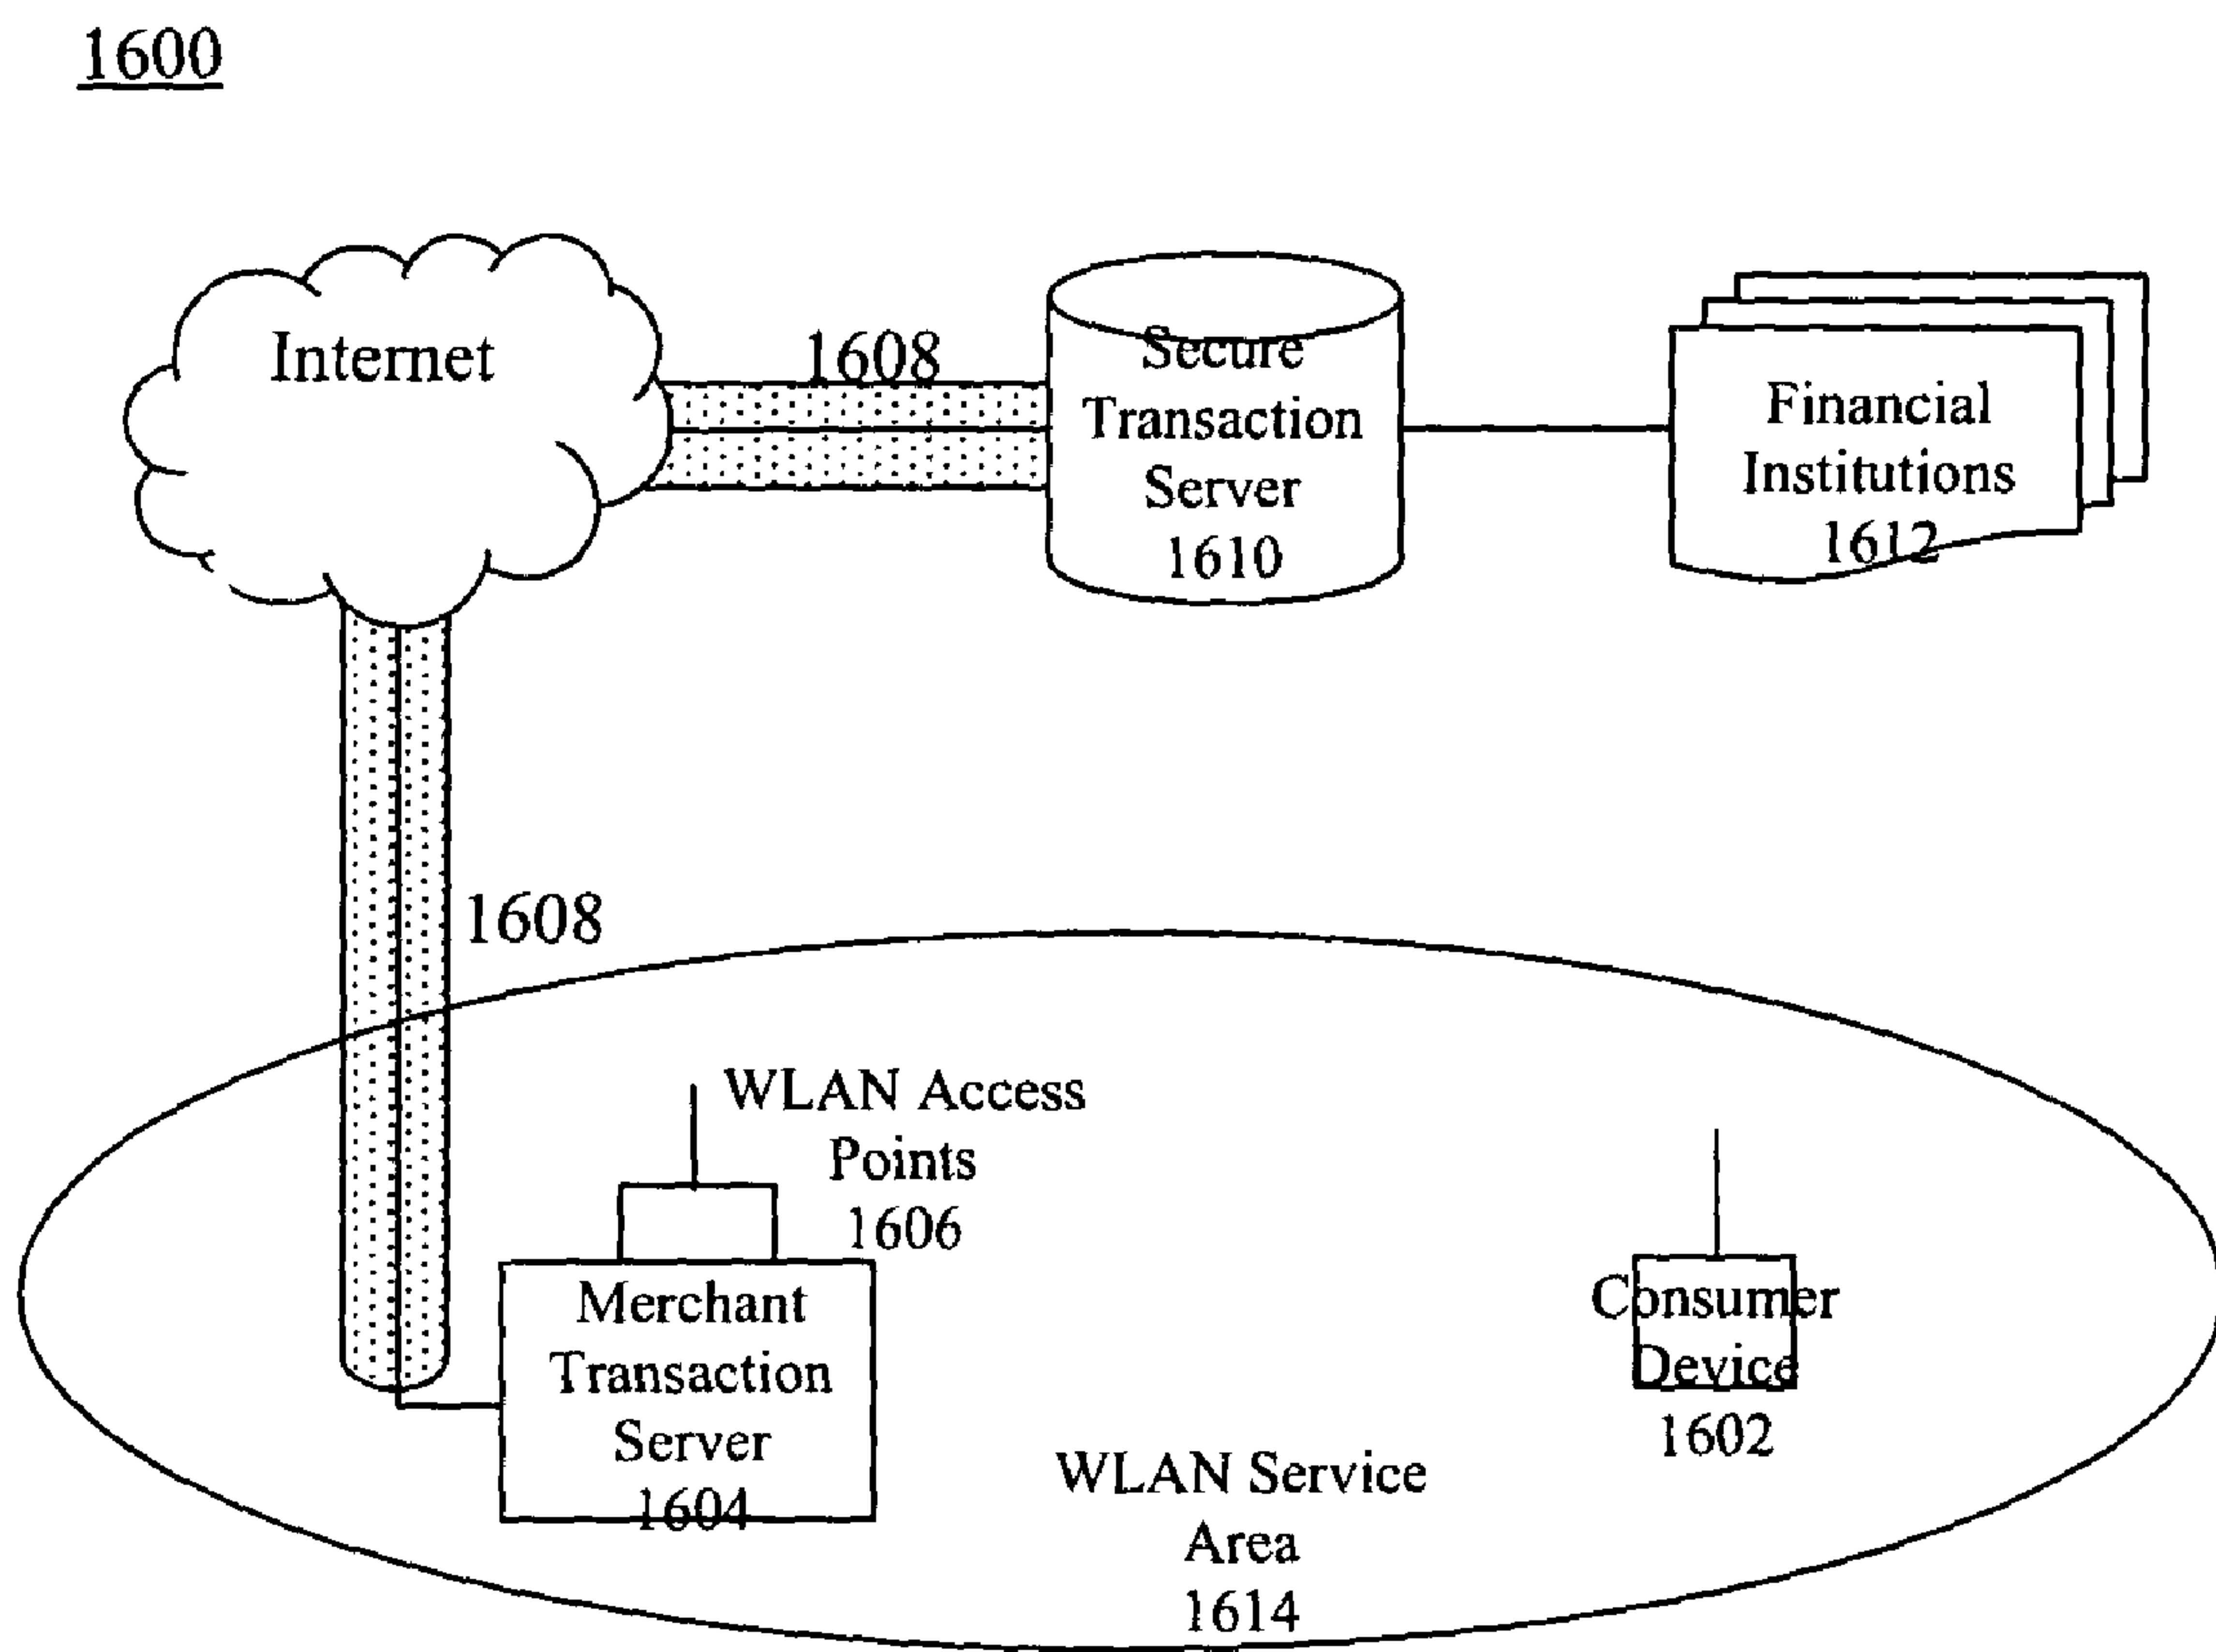 1600
Internet
1608
Secure
Transaction
Server
1610
Financial
Institutions
1612
1608
WLAN Access
Points
1606
Merchant
Transaction
Server
1604
Consumer
Device
1602
WLAN Service
Area
1614